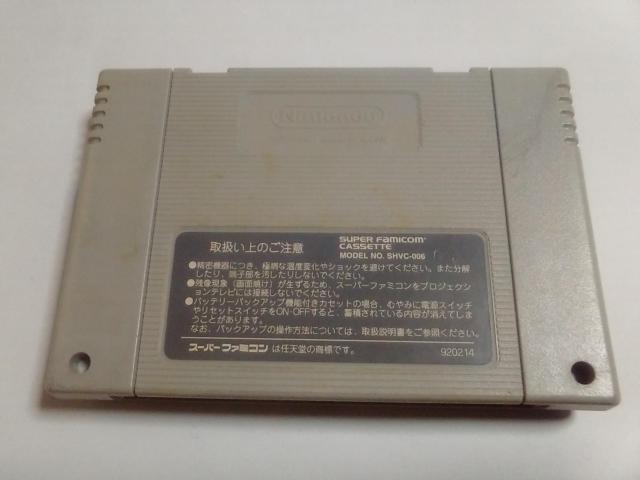 Nintendo
取扱い上のご注意
SUPER FAMICOM
CASSETTE
MODEL NO. SHVC-006
●精密機器につき、極端な温度変化やショックを避けてください。また分解
したり、端子部を汚したりしないでください。
●残像現象（画面焼け）が生ずるため、スーパーファミコンをプロジェクシ
ョンテレビには接続しないでください。
●バッテリーバックアップ機能付きカセットの場合、むやみに電源スイッチ
やリセットスイッチをON-OFFすると、蓄積されている内容が消えてしま
うことがあります。
なお、バックアップの操作方法については、取扱説明書をご参照ください。
スーパーファミコン は任天堂の商標です。
920214